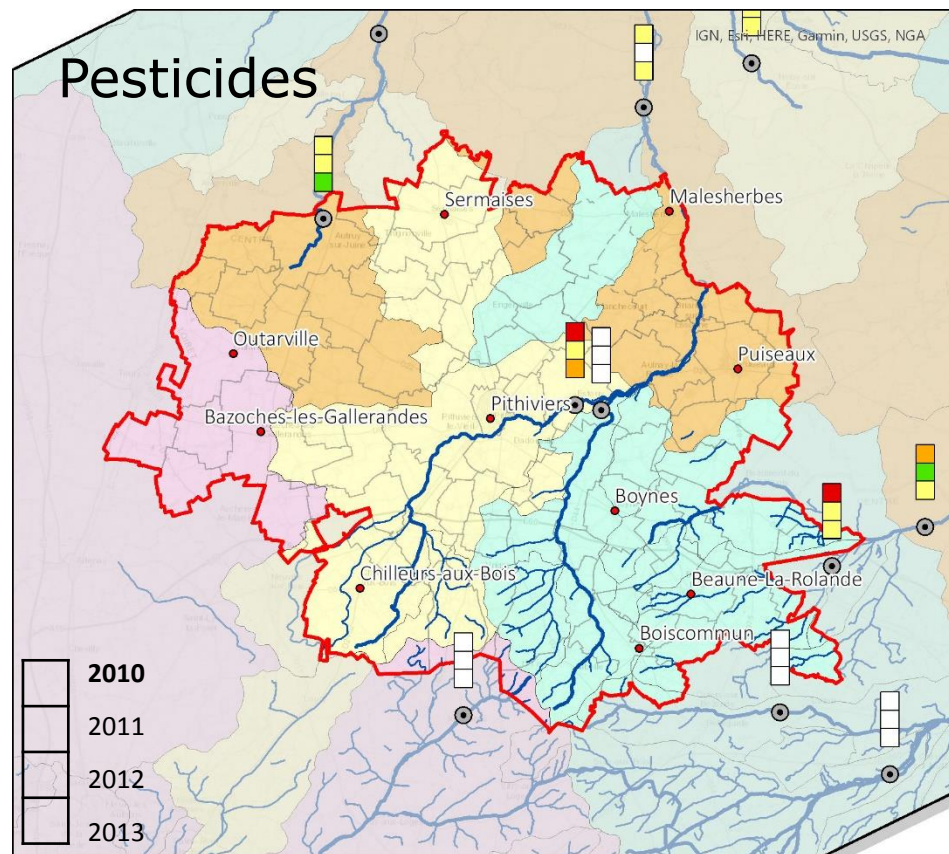 IGN, Esri, HERE, Garmin, USGS, NGA
Pesticides
Sermaises
Malesherbes
Outarville
Puiseaux
Bazoches-les-Gallerandes
Pithiviers
Boynes
Chilleurs-aux-Bois
Beaune-La-Rolande
Boiscommun
2010
2011
2012
2013